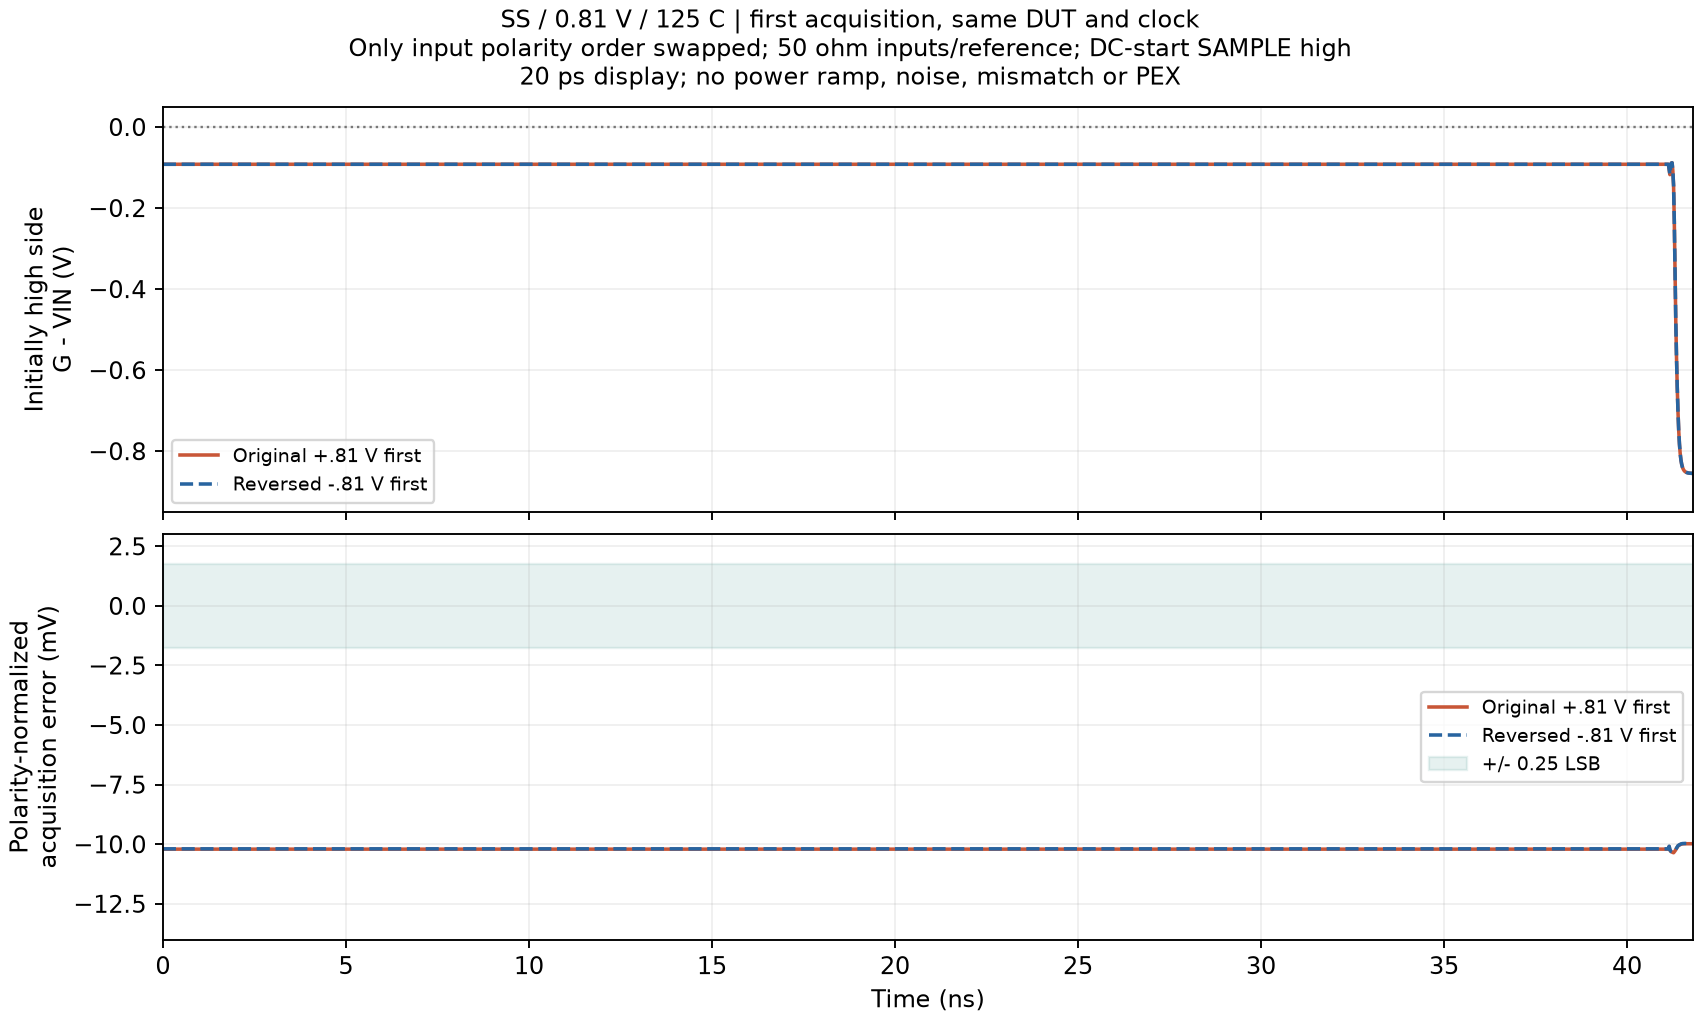 SS / 0.81 V / 125 C | first acquisition, same DUT and clock
Only input polarity order swapped; 50 ohm inputs/reference; DC-start SAMPLE high
20 ps display; no power ramp, noise, mismatch or PEX
Initially high side
G - VIN (V)
0.0
−0.2
−0.4
−0.6
−0.8
Original +.81 V first
Reversed -.81 V first
Polarity-normalized
acquisition error (mV)
2.5
0.0
−2.5
−5.0
−7.5
−10.0
−12.5
Original +.81 V first
Reversed -.81 V first
+/- 0.25 LSB
0
5
10
15
20
25
30
35
40
Time (ns)